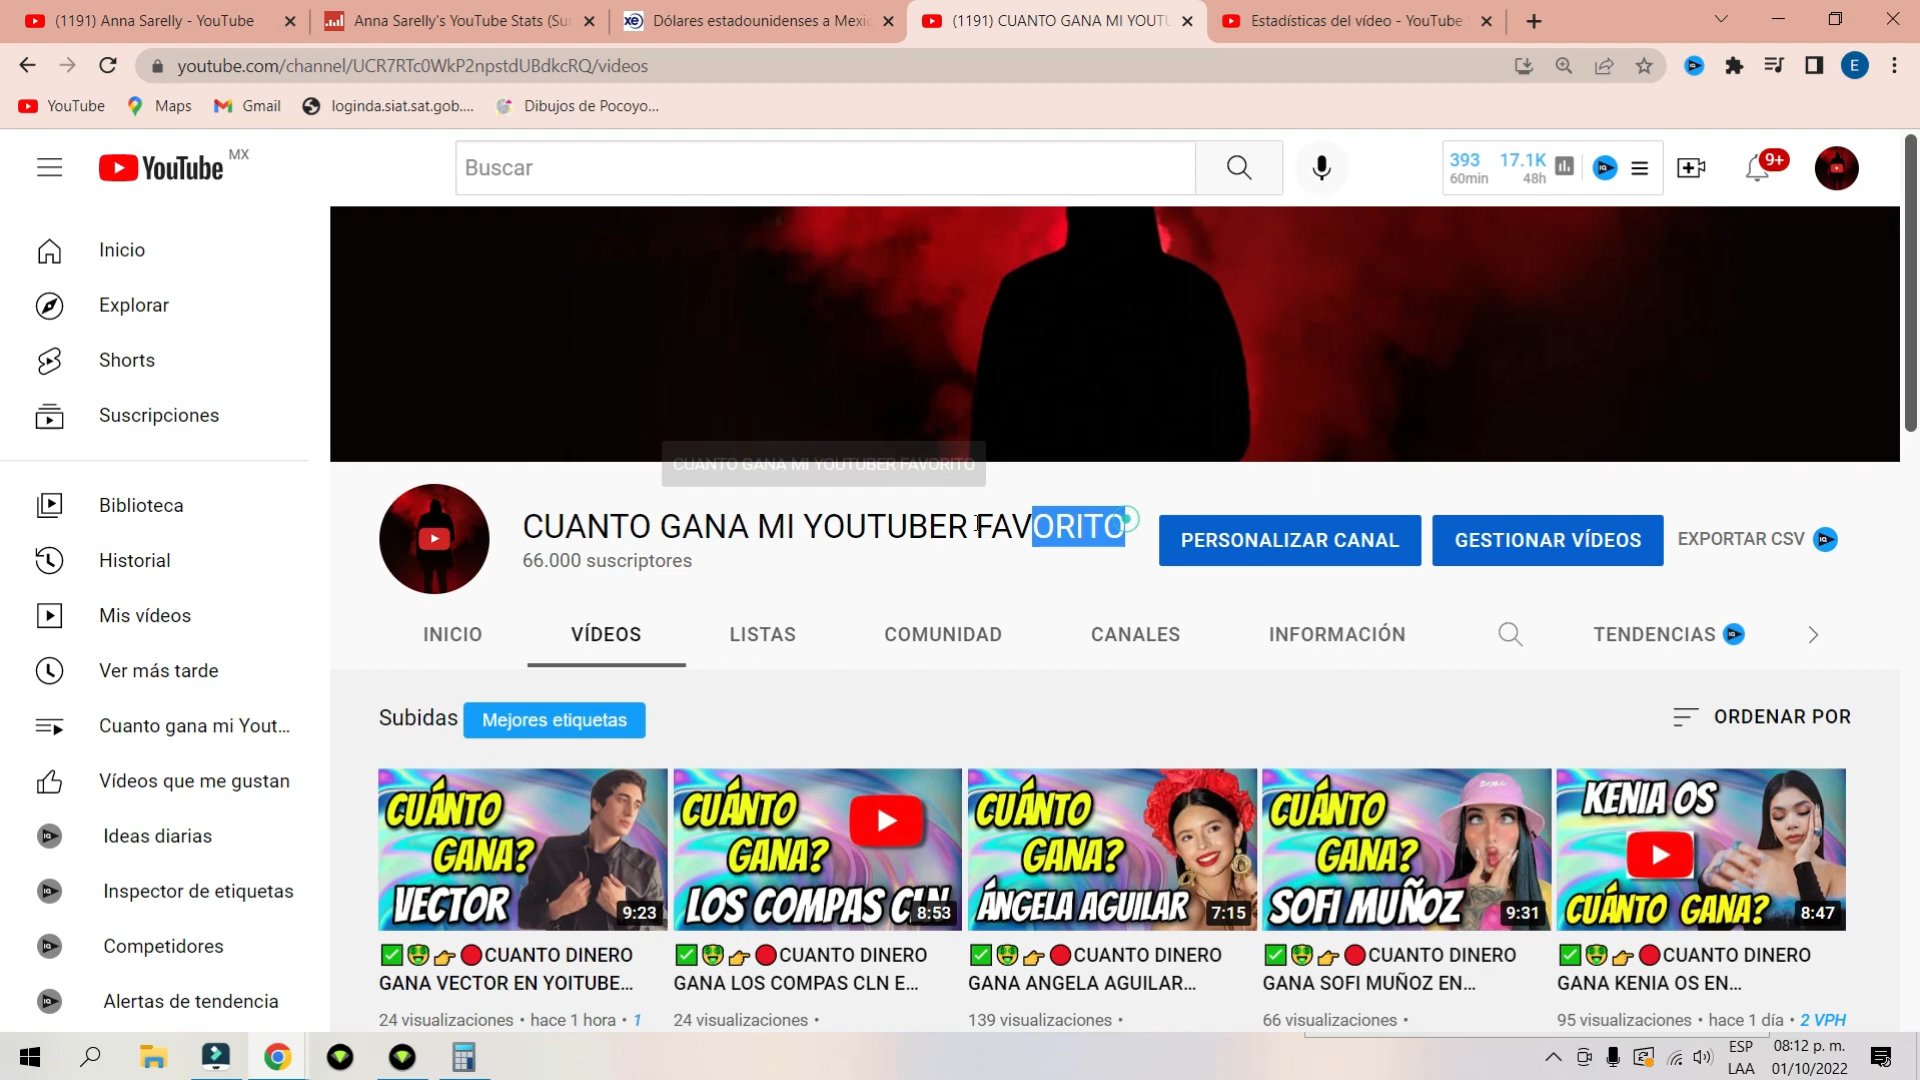 (1191) Anna Sarelly - YouTube
Anna Sarelly's YouTube Stats (Su
Dólares estadounidenses a Mexic
(1191) CUANTO GANA MI YOUTU
Estadísticas del vídeo - YouTube
youtube.com/channel/UCR7RTc0WkP2npstdUBdkcRQ/videos
YouTube
Maps
Gmail
loginda.siat.sat.gob....
Dibujos de Pocoyo...
YouTube MX
Buscar
393 17.1K
60min 48h
9+
Inicio
Explorar
Shorts
Suscripciones
Biblioteca
Historial
Mis vídeos
Ver más tarde
Cuanto gana mi Yout...
Vídeos que me gustan
Ideas diarias
Inspector de etiquetas
Competidores
Alertas de tendencia
CUANTO GANA MI YOUTUBER FAVORITO
CUANTO GANA MI YOUTUBER FAVORITO
66.000 suscriptores
PERSONALIZAR CANAL
GESTIONAR VÍDEOS
EXPORTAR CSV
INICIO
VÍDEOS
LISTAS
COMUNIDAD
CANALES
INFORMACIÓN
TENDENCIAS
Subidas
Mejores etiquetas
ORDENAR POR
CUÁNTO
GANA?
VECTOR
9:23
✅🤑👉🔴CUANTO DINERO
GANA VECTOR EN YOITUBE...
24 visualizaciones • hace 1 hora • 1
CUÁNTO
GANA?
LOS COMPAS CLN
8:53
✅🤑👉🔴CUANTO DINERO
GANA LOS COMPAS CLN E...
24 visualizaciones •
CUÁNTO
GANA?
ÁNGELA AGUILAR
7:15
✅🤑👉🔴CUANTO DINERO
GANA ANGELA AGUILAR...
139 visualizaciones •
CUÁNTO
GANA?
SOFI MUÑOZ
9:31
✅🤑👉🔴CUANTO DINERO
GANA SOFI MUÑOZ EN...
66 visualizaciones •
KENIA OS
CUÁNTO GANA?
8:47
✅🤑👉🔴CUANTO DINERO
GANA KENIA OS EN...
95 visualizaciones • hace 1 día • 2 VPH
ESP
LAA
08:12 p. m.
01/10/2022